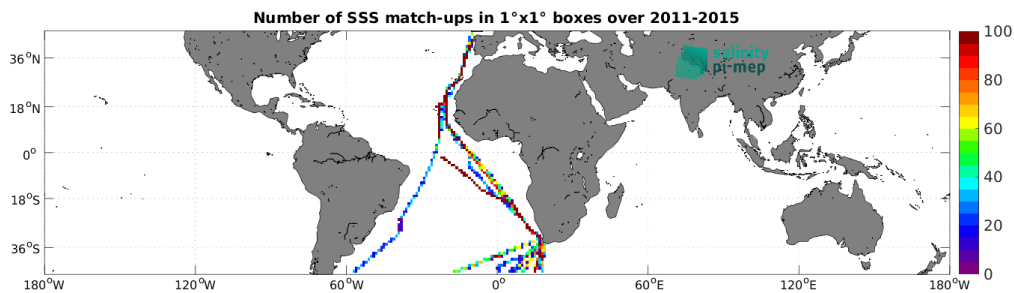 Number of SSS match-ups in 1°x1° boxes over 2011-2015
salinity
pi-mep
36°N
18°N
0°
18°S
36°S
180°W
120°W
60°W
0°
60°E
120°E
180°W
100
80
60
40
20
0